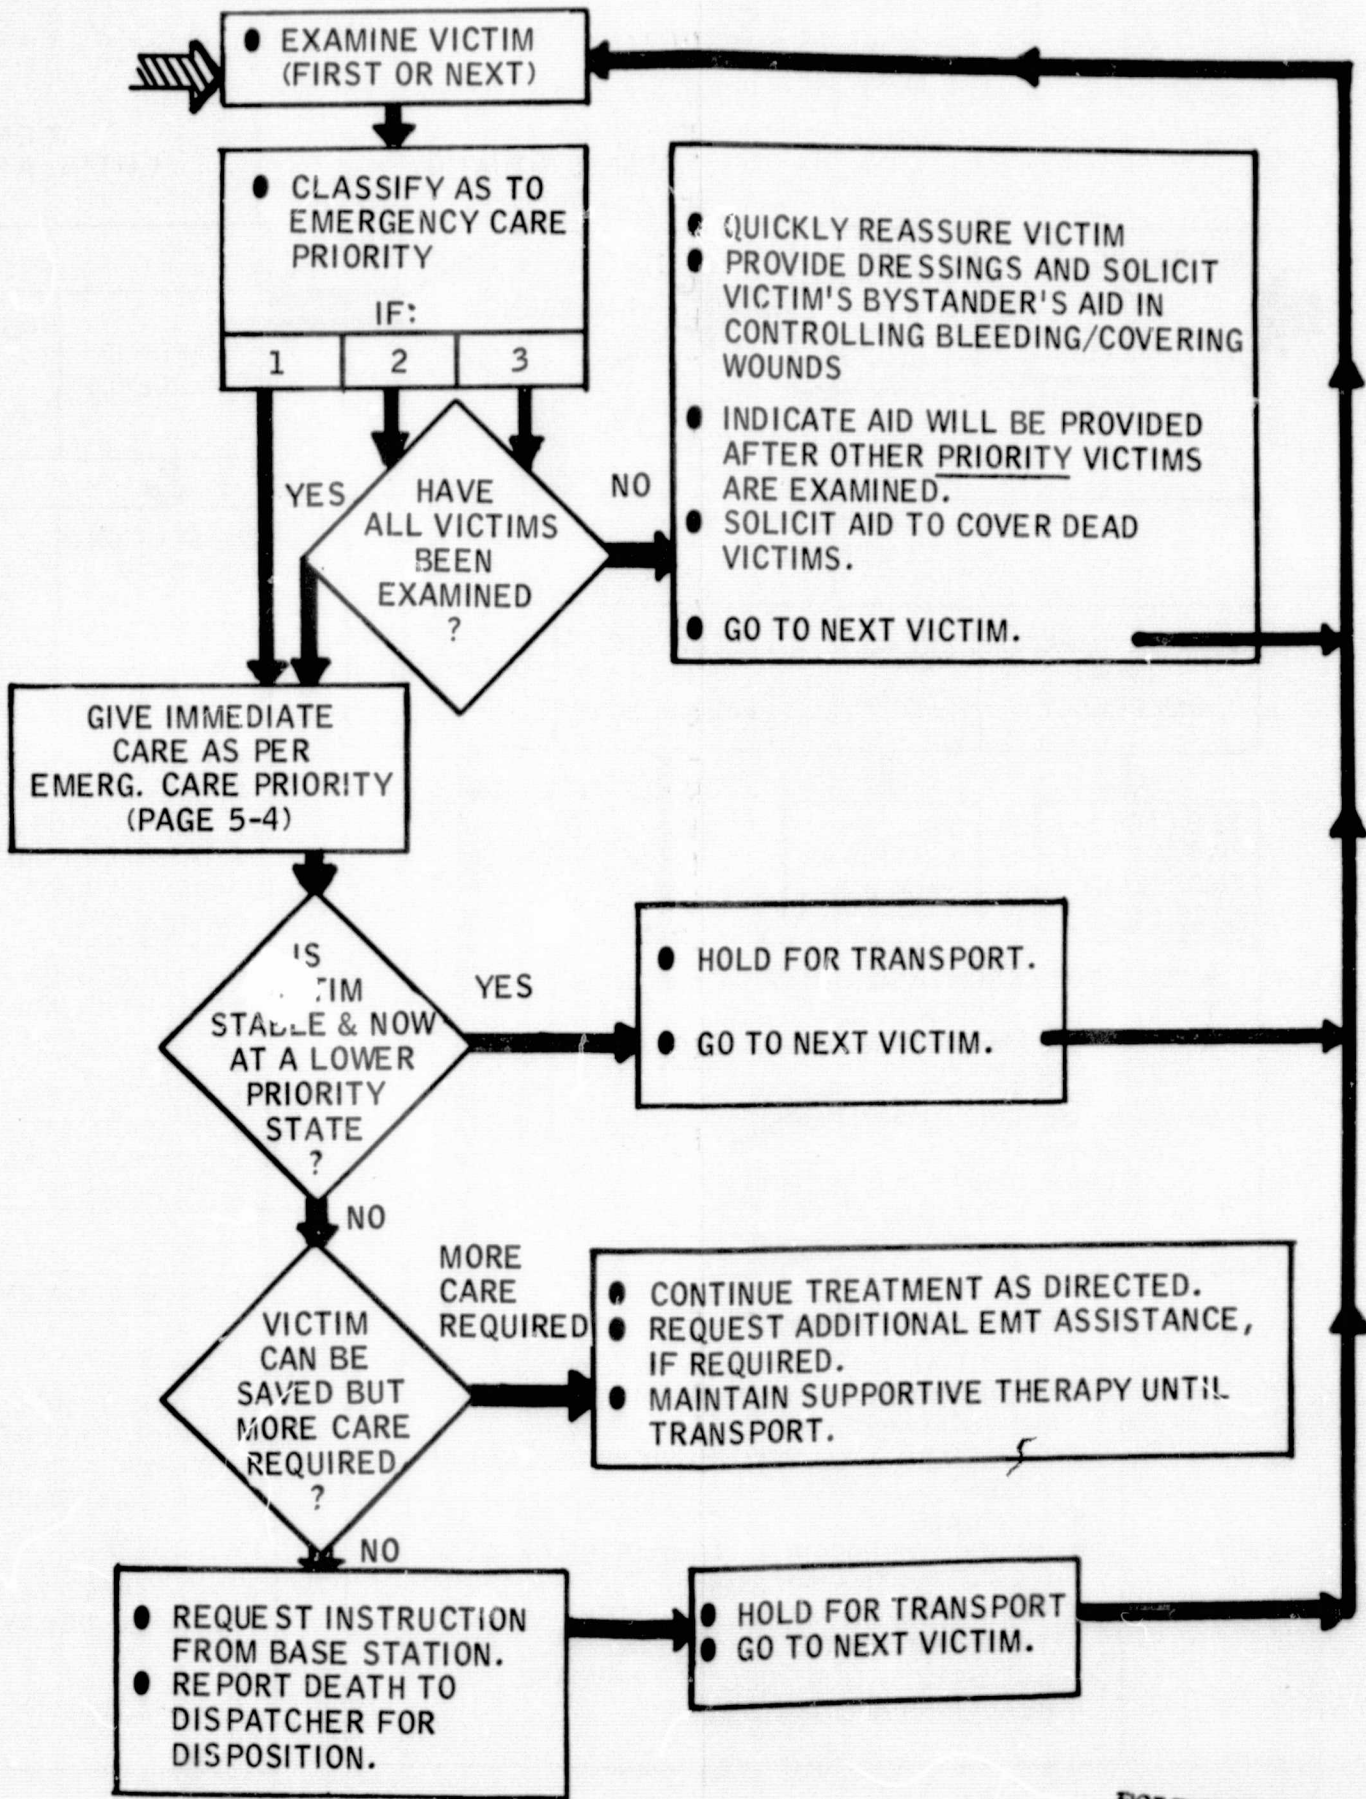 ● EXAMINE VICTIM
(FIRST OR NEXT)
● CLASSIFY AS TO
EMERGENCY CARE
PRIORITY
IF:
1 2 3
● QUICKLY REASSURE VICTIM
● PROVIDE DRESSINGS AND SOLICIT
VICTIM'S BYSTANDER'S AID IN
CONTROLLING BLEEDING/COVERING
WOUNDS
● INDICATE AID WILL BE PROVIDED
AFTER OTHER PRIORITY VICTIMS
ARE EXAMINED.
● SOLICIT AID TO COVER DEAD
VICTIMS.
● GO TO NEXT VICTIM.
YES
HAVE
ALL VICTIMS
BEEN
EXAMINED
?
NO
GIVE IMMEDIATE
CARE AS PER
EMERG. CARE PRIORITY
(PAGE 5-4)
IS
STABLE & NOW
AT A LOWER
PRIORITY
STATE
?
YES
● HOLD FOR TRANSPORT.
● GO TO NEXT VICTIM.
NO
VICTIM
CAN BE
SAVED BUT
MORE CARE
REQUIRED
?
MORE
CARE
REQUIRED
● CONTINUE TREATMENT AS DIRECTED.
● REQUEST ADDITIONAL EMT ASSISTANCE,
IF REQUIRED.
● MAINTAIN SUPPORTIVE THERAPY UNTIL
TRANSPORT.
NO
● REQUEST INSTRUCTION
FROM BASE STATION.
● REPORT DEATH TO
DISPATCHER FOR
DISPOSITION.
● HOLD FOR TRANSPORT
● GO TO NEXT VICTIM.